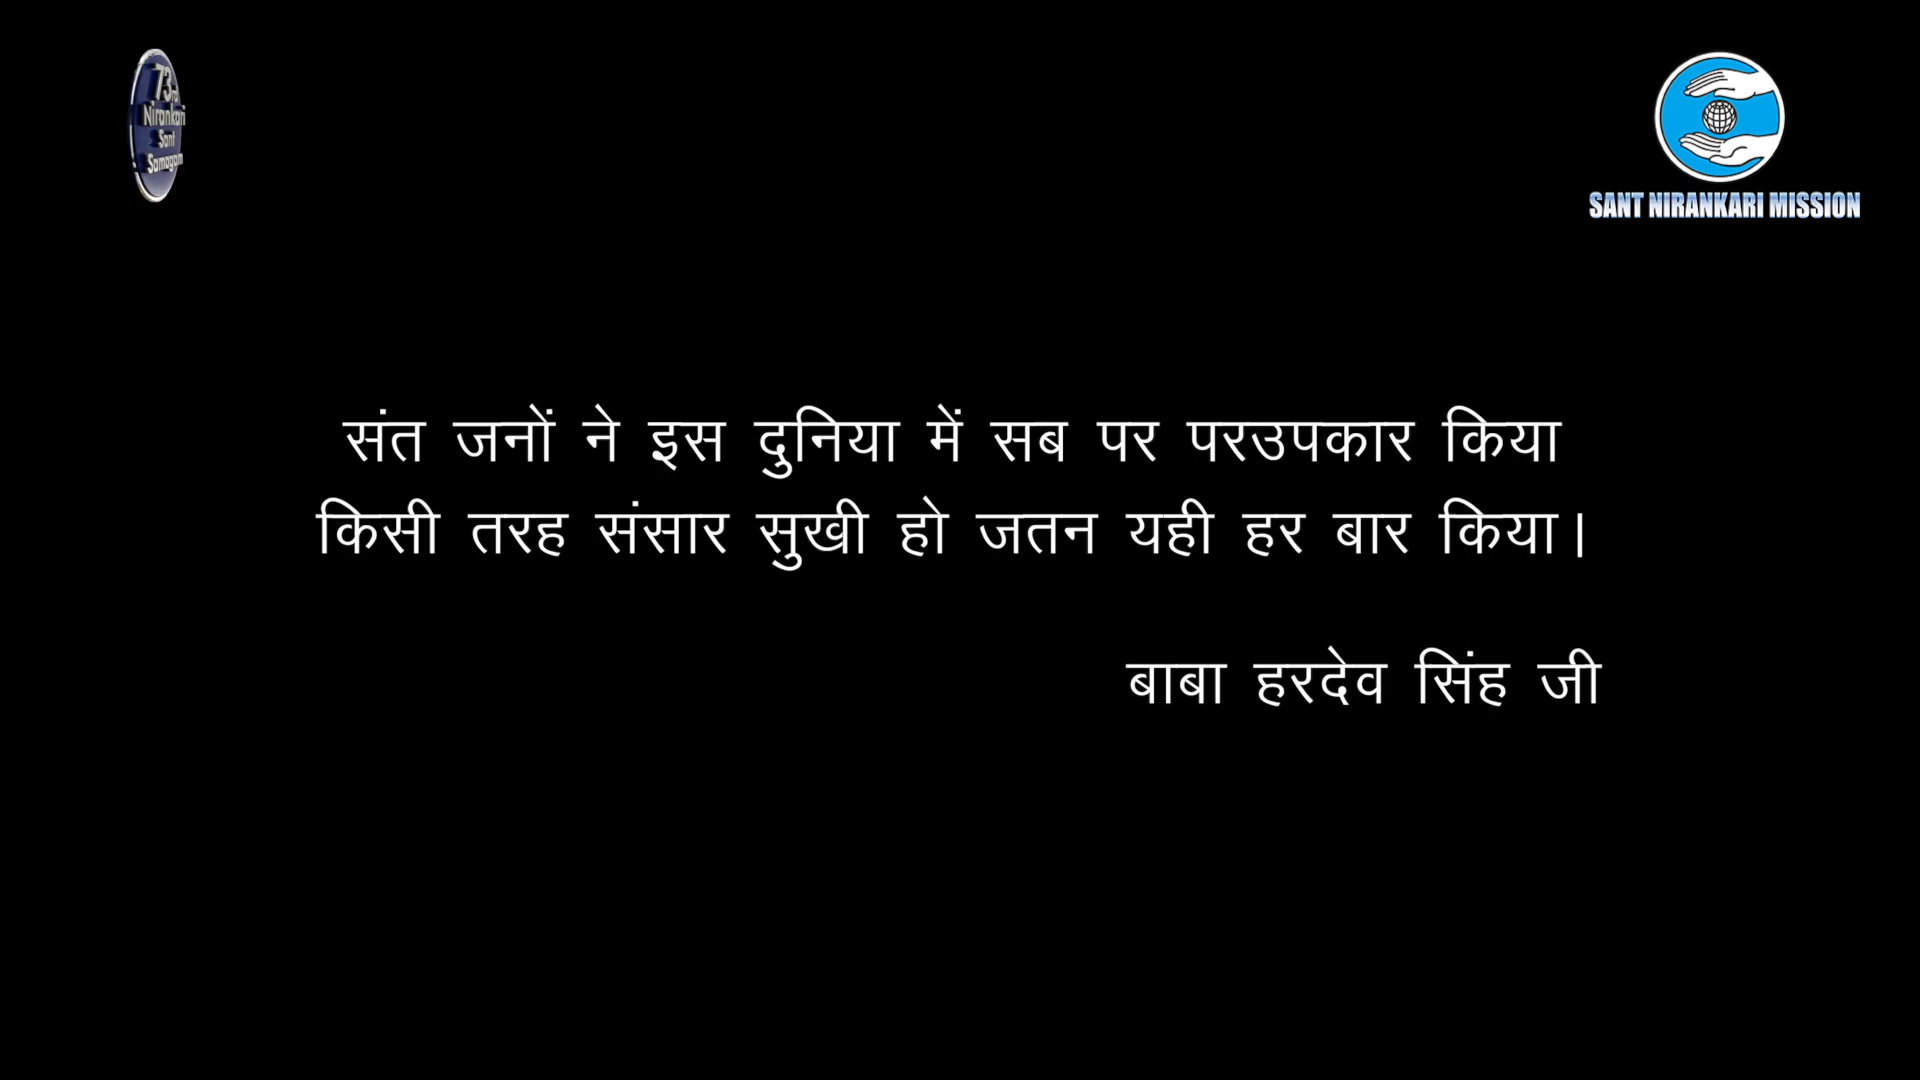 73rd
Nirankari
Sant
Samagam
SANT NIRANKARI MISSION
संत जनों ने इस दुनिया में सब पर परउपकार किया
किसी तरह संसार सुखी हो जतन यही हर बार किया।
बाबा हरदेव सिंह जी